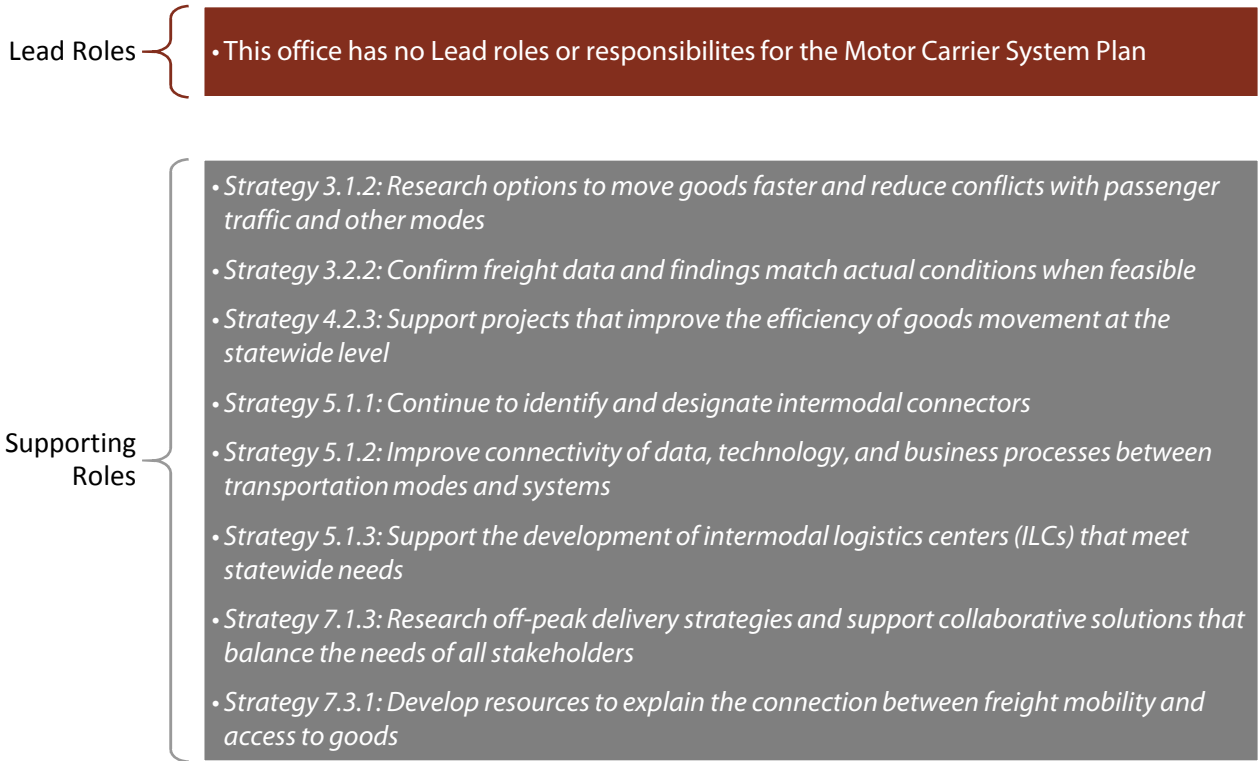 Lead Roles
• This office has no Lead roles or responsibilites for the Motor Carrier System Plan
Supporting
Roles
• Strategy 3.1.2: Research options to move goods faster and reduce conflicts with passenger
traffic and other modes
• Strategy 3.2.2: Confirm freight data and findings match actual conditions when feasible
• Strategy 4.2.3: Support projects that improve the efficiency of goods movement at the
statewide level
• Strategy 5.1.1: Continue to identify and designate intermodal connectors
• Strategy 5.1.2: Improve connectivity of data, technology, and business processes between
transportation modes and systems
• Strategy 5.1.3: Support the development of intermodal logistics centers (ILCs) that meet
statewide needs
• Strategy 7.1.3: Research off-peak delivery strategies and support collaborative solutions that
balance the needs of all stakeholders
• Strategy 7.3.1: Develop resources to explain the connection between freight mobility and
access to goods